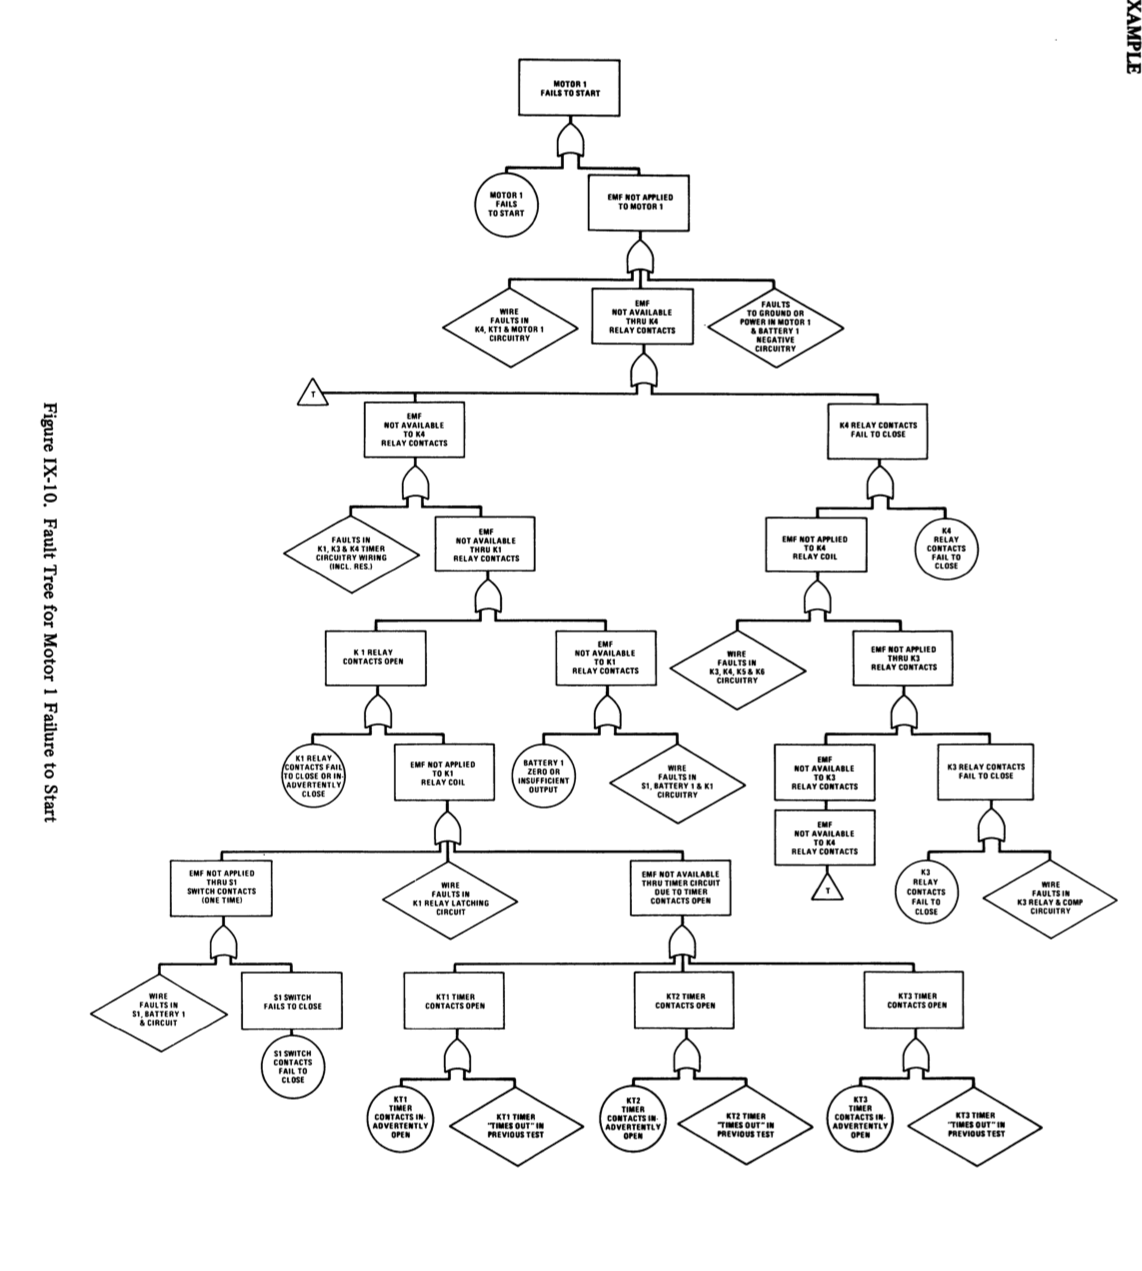 XAMPLE
MOTOR 1
FAILS TO START
MOTOR 1
FAILS
TO START
EMF NOT APPLIED
TO MOTOR 1
WIRE
FAULTS IN
K4, KT1 & MOTOR 1
CIRCUITRY
EMF
NOT AVAILABLE
THRU K4
RELAY CONTACTS
FAULTS
TO GROUND OR
POWER IN MOTOR 1
& BATTERY 1
NEGATIVE
CIRCUITRY
T
EMF
NOT AVAILABLE
TO K4
RELAY CONTACTS
K4 RELAY CONTACTS
FAIL TO CLOSE
FAULTS IN
K1, K3 & K4 TIMER
CIRCUITRY WIRING
(INCL. RES.)
EMF
NOT AVAILABLE
THRU K1
RELAY CONTACTS
EMF NOT APPLIED
TO K4
RELAY COIL
K4
RELAY
CONTACTS
FAIL TO
CLOSE
K 1 RELAY
CONTACTS OPEN
EMF
NOT AVAILABLE
TO K1
RELAY CONTACTS
WIRE
FAULTS IN
K3, K4, K5 & K6
CIRCUITRY
EMF NOT APPLIED
THRU K3
RELAY CONTACTS
K1 RELAY
CONTACTS FAIL
TO CLOSE OR IN-
ADVERTENTLY
CLOSE
EMF NOT APPLIED
TO K1
RELAY COIL
BATTERY 1
ZERO OR
INSUFFICIENT
OUTPUT
WIRE
FAULTS IN
S1, BATTERY 1 & K1
CIRCUITRY
EMF
NOT AVAILABLE
TO K3
RELAY CONTACTS
K3 RELAY CONTACTS
FAIL TO CLOSE
EMF
NOT AVAILABLE
TO K4
RELAY CONTACTS
T
K3
RELAY
CONTACTS
FAIL TO
CLOSE
WIRE
FAULTS IN
K3 RELAY & COMP
CIRCUITRY
EMF NOT APPLIED
THRU S1
SWITCH CONTACTS
(ONE TIME)
WIRE
FAULTS IN
K1 RELAY LATCHING
CIRCUIT
EMF NOT AVAILABLE
THRU TIMER CIRCUIT
DUE TO TIMER
CONTACTS OPEN
WIRE
FAULTS IN
S1, BATTERY 1
& CIRCUIT
S1 SWITCH
FAILS TO CLOSE
S1 SWITCH
CONTACTS
FAIL TO
CLOSE
KT1 TIMER
CONTACTS OPEN
KT2 TIMER
CONTACTS OPEN
KT3 TIMER
CONTACTS OPEN
KT1
TIMER
CONTACTS IN-
ADVERTENTLY
OPEN
KT1 TIMER
"TIMES OUT" IN
PREVIOUS TEST
KT2
TIMER
CONTACTS IN-
ADVERTENTLY
OPEN
KT2 TIMER
"TIMES OUT" IN
PREVIOUS TEST
KT3
TIMER
CONTACTS IN-
ADVERTENTLY
OPEN
KT3 TIMER
"TIMES OUT" IN
PREVIOUS TEST
Figure IX-10. Fault Tree for Motor 1 Failure to Start